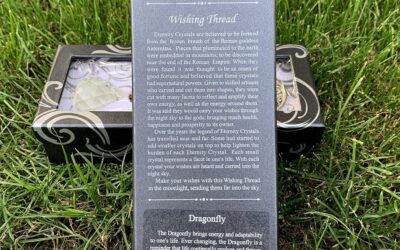 Wishing Thread
Eternity Crystals are believed to be formed
from the frozen breath of the Roman goddess
Aeternitas. Pieces that plummeted to the earth
were embedded in mountains, to be discovered
near the end of the Roman Empire. When they
were found it was thought to be an omen of
good fortune and believed that these crystals
had supernatural powers. Given to skilled artisans
who carved and cut them into shapes, they were
cut with many facets to reflect and amplify their
own energy, as well as the energy around them.
It was said they would carry your wishes through
the night sky to the gods, bringing much health,
happiness and prosperity to its owner.
Over the years the legend of Eternity Crystals
has travelled near and far. Some had started to
add smaller crystals on top to help lighten the
burden of each Eternity Crystal. Each small
crystal represents a facet in one's life. With each
crystal your wishes are heard and carried into the
night sky.
Make your wishes with this Wishing Thread
in the moonlight, sending them far into the sky.
Dragonfly
The Dragonfly brings energy and adaptability
to one's life. Ever changing, the Dragonfly is a
reminder that life continually evolves and